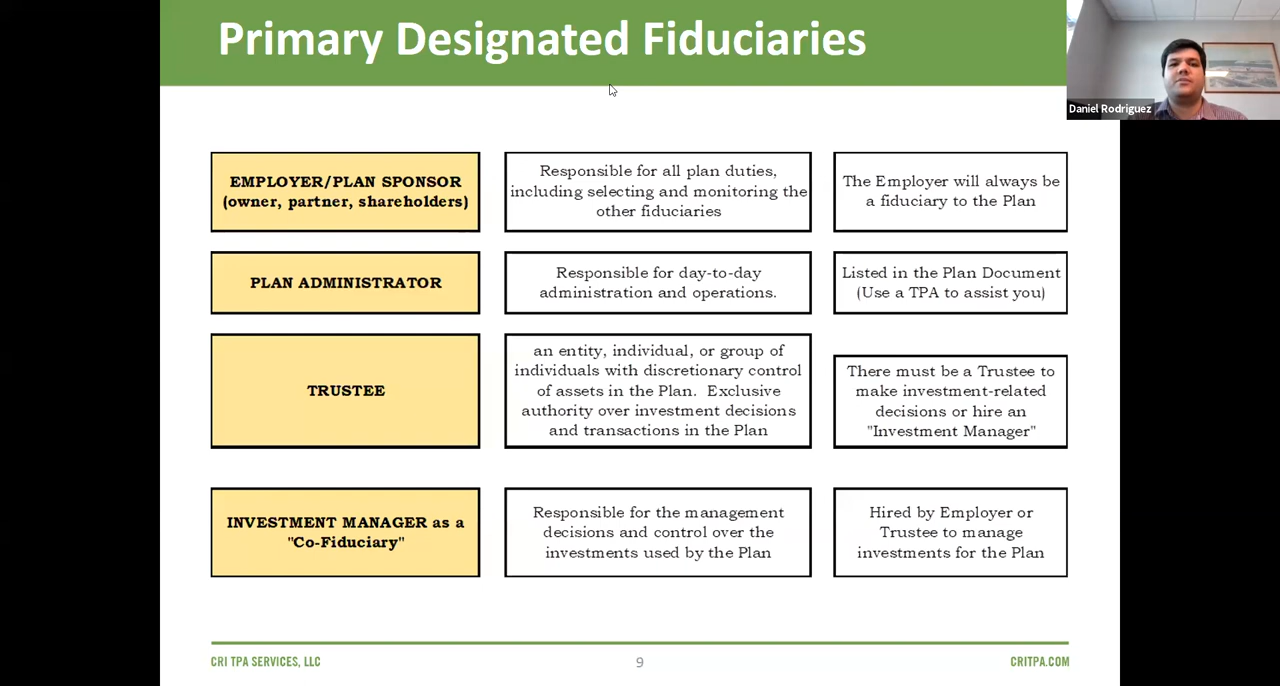 Primary Designated Fiduciaries
Daniel Rodriguez
EMPLOYER/PLAN SPONSOR
(owner, partner, shareholders)
Responsible for all plan duties,
including selecting and monitoring the
other fiduciaries
The Employer will always be
a fiduciary to the Plan
PLAN ADMINISTRATOR
Responsible for day-to-day
administration and operations.
Listed in the Plan Document
(Use a TPA to assist you)
TRUSTEE
an entity, individual, or group of
individuals with discretionary control
of assets in the Plan. Exclusive
authority over investment decisions
and transactions in the Plan
There must be a Trustee to
make investment-related
decisions or hire an
"Investment Manager"
INVESTMENT MANAGER as a
"Co-Fiduciary"
Responsible for the management
decisions and control over the
investments used by the Plan
Hired by Employer or
Trustee to manage
investments for the Plan
CRI TPA SERVICES, LLC
9
CRITPA.COM